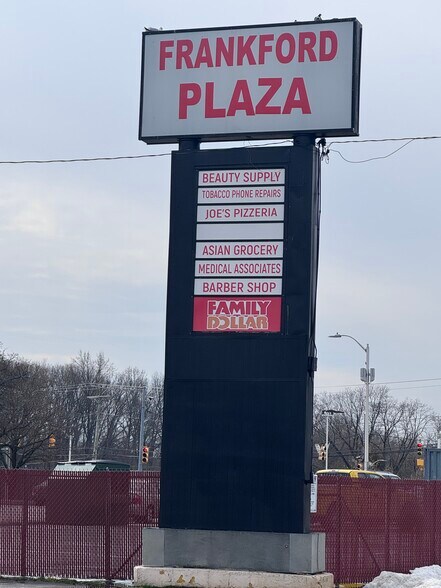 FRANKFORD
PLAZA
BEAUTY SUPPLY
TOBACCO PHONE REPAIRS
JOE'S PIZZERIA
ASIAN GROCERY
MEDICAL ASSOCIATES
BARBER SHOP
FAMILY
DOLLAR